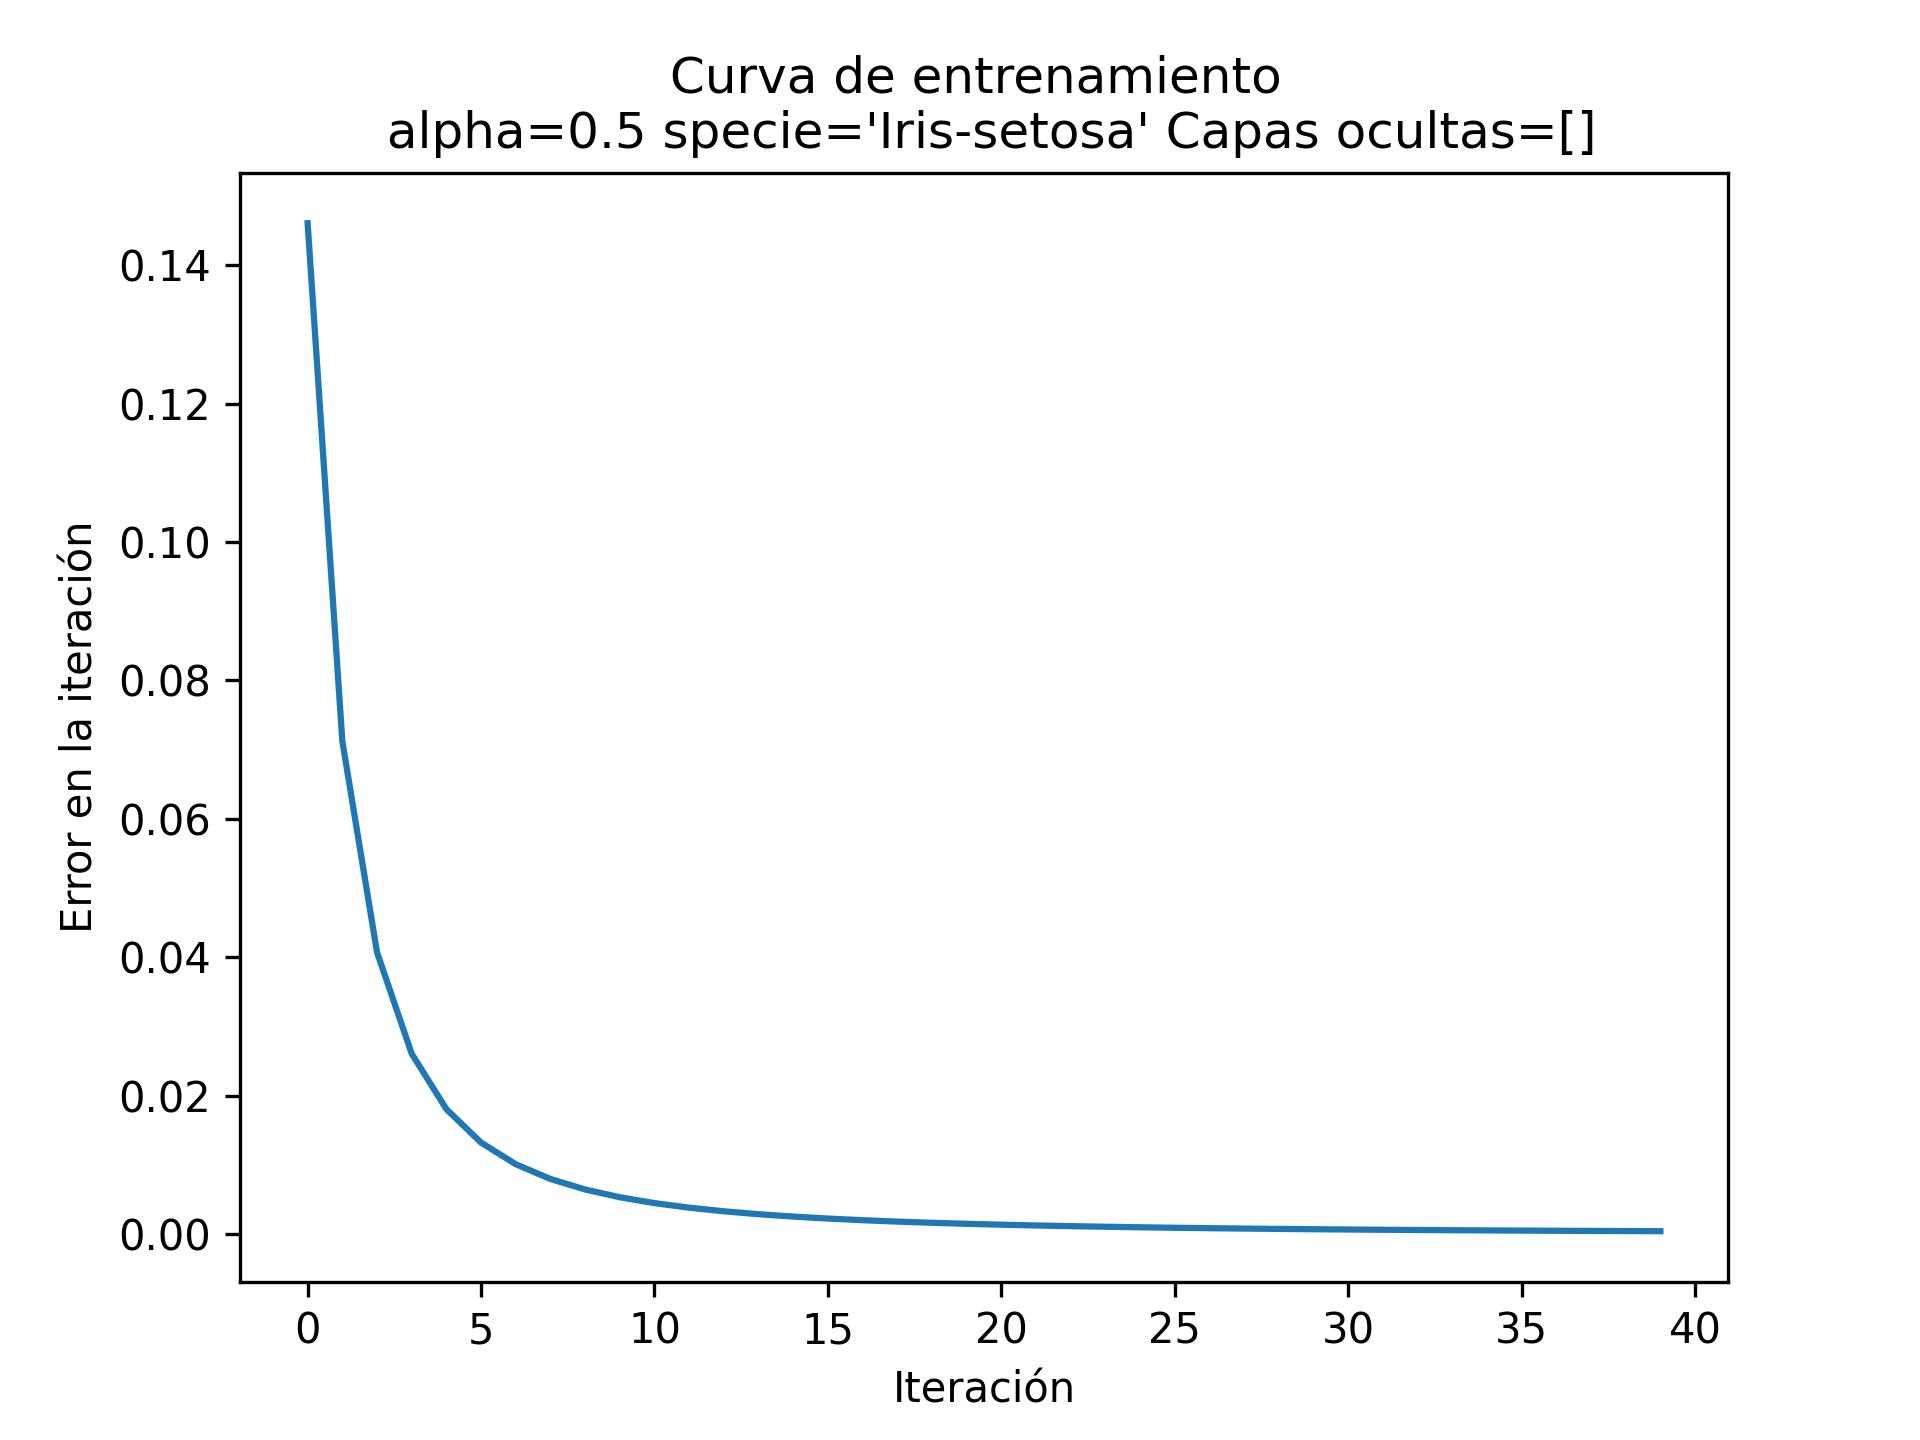 Curva de entrenamiento
alpha=0.5 specie='Iris-setosa' Capas ocultas=[]
Error en la iteración
0.14
0.12
0.10
0.08
0.06
0.04
0.02
0.00
0 5 10 15 20 25 30 35 40
Iteración